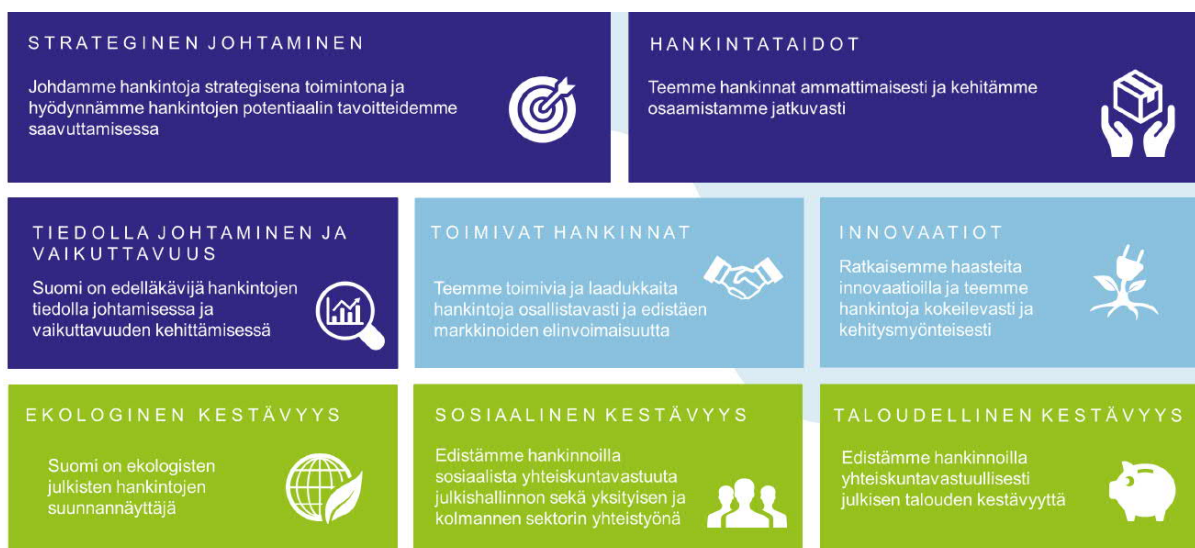 STRATEGINEN JOHTAMINEN
Johdamme hankintoja strategisena toimintona ja
hyödynnämme hankintojen potentiaalin tavoitteidemme
saavuttamisessa
HANKINTATAIDOT
Teemme hankinnat ammattimaisesti ja kehitämme
osaamistamme jatkuvasti
TIEDOLLA JOHTAMINEN JA
VAIKUTTAVUUS
Suomi on edelläkävijä hankintojen
tiedolla johtamisessa ja
vaikuttavuuden kehittämisessä
TOIMIVAT HANKINNAT
Teemme toimivia ja laadukkaita
hankintoja osallistavasti ja edistäen
markkinoiden elinvoimaisuutta
INNOVAATIOT
Ratkaisemme haasteita
innovaatioilla ja teemme
hankintoja kokeilevasti ja
kehitysmyönteisesti
EKOLOGINEN KESTÄVYYS
Suomi on ekologisten
julkisten hankintojen
suunnannäyttäjä
SOSIAALINEN KESTÄVYYS
Edistämme hankinnoilla
sosiaalista yhteiskuntavastuuta
julkishallinnon sekä yksityisen ja
kolmannen sektorin yhteistyönä
TALOUDELLINEN KESTÄVYYS
Edistämme hankinnoilla
yhteiskuntavastuullisesti
julkisen talouden kestävyyttä